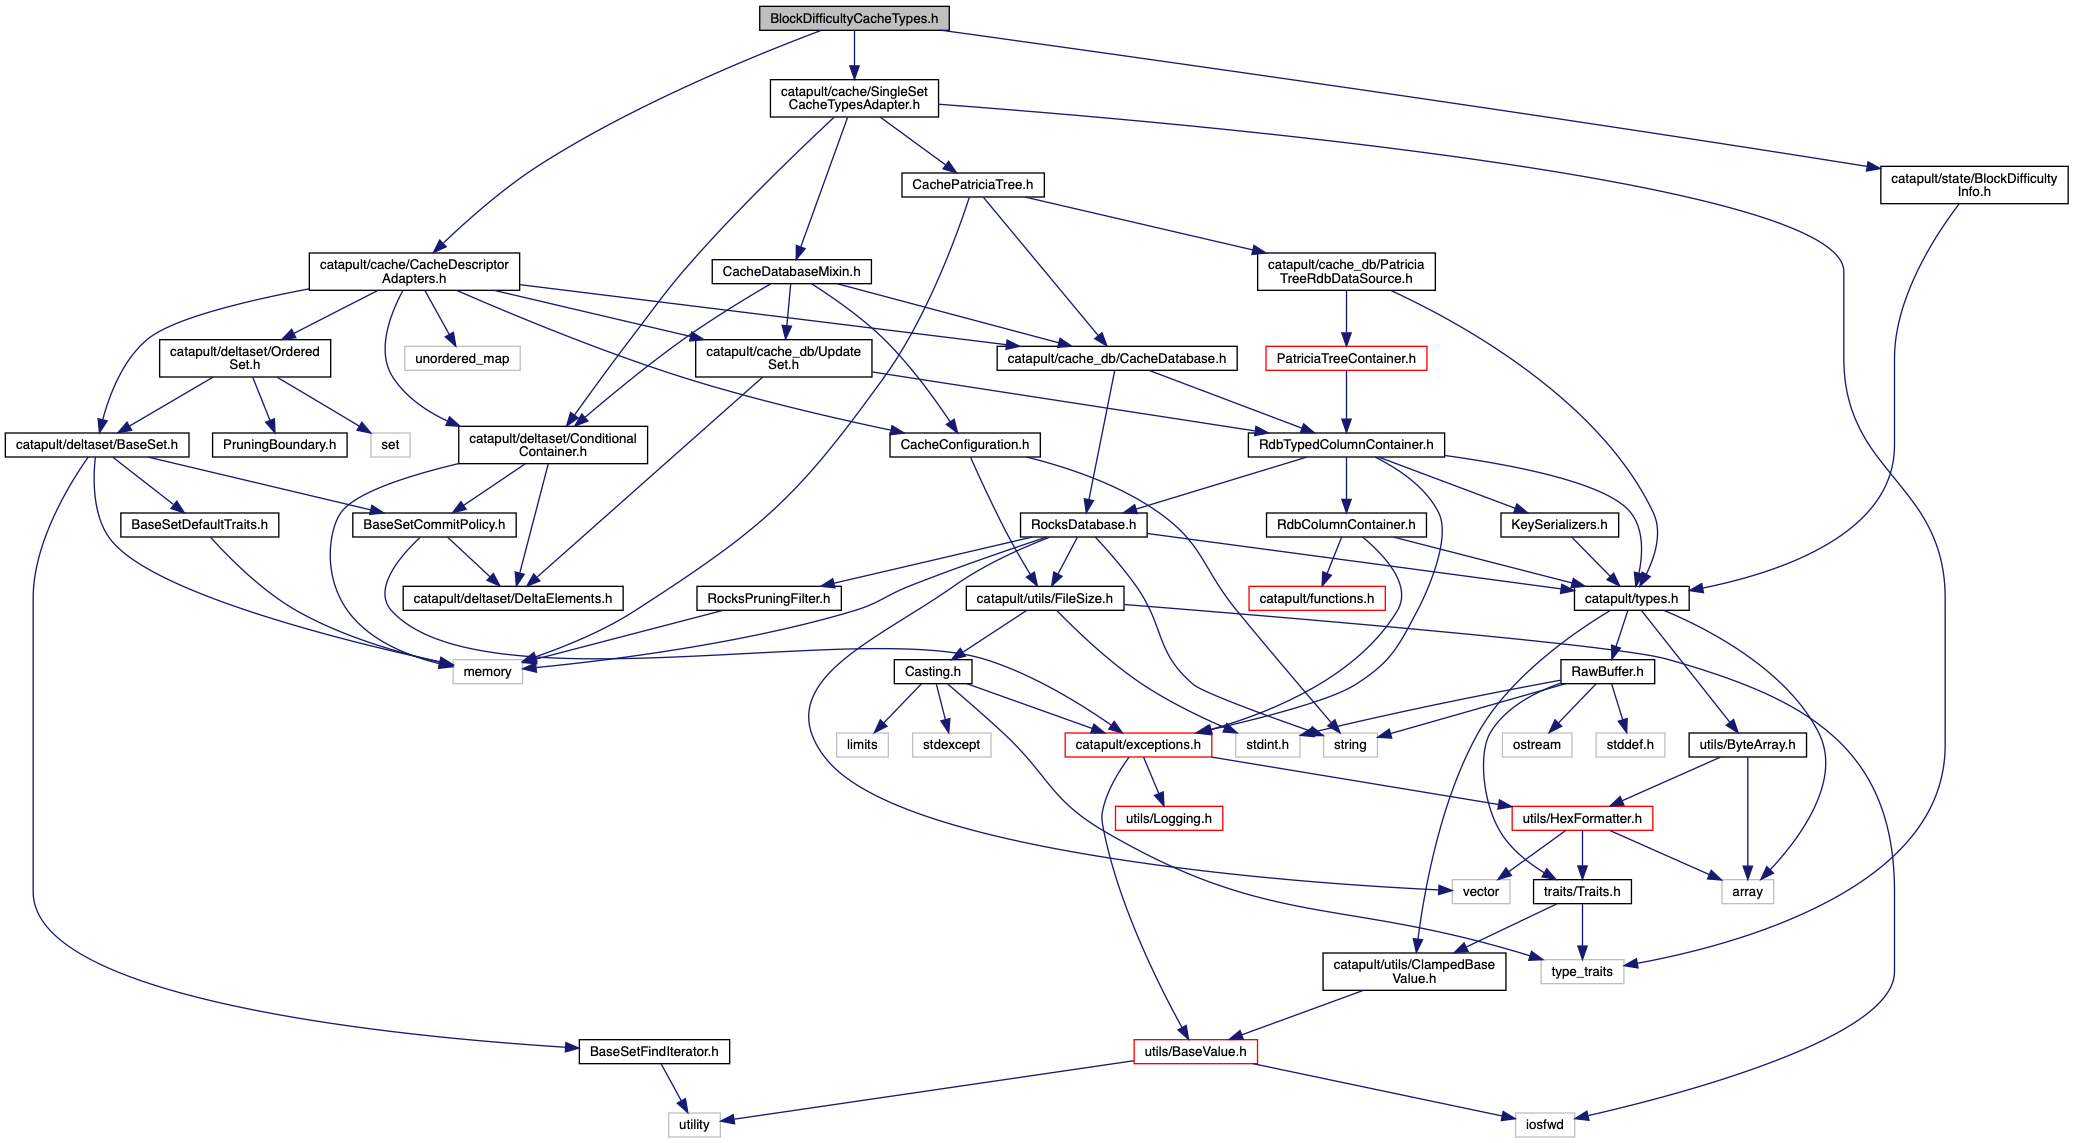 BlockDifficultyCacheTypes.h
catapult/cache/SingleSet
CacheTypesAdapter.h
CachePatriciaTree.h
catapult/state/BlockDifficulty
Info.h
catapult/cache/CacheDescriptor
Adapters.h
CacheDatabaseMixin.h
catapult/cache_db/Patricia
TreeRdbDataSource.h
catapult/deltaset/Ordered
Set.h
unordered_map
catapult/cache_db/Update
Set.h
catapult/cache_db/CacheDatabase.h
PatriciaTreeContainer.h
catapult/deltaset/BaseSet.h
PruningBoundary.h
set
catapult/deltaset/Conditional
Container.h
CacheConfiguration.h
RdbTypedColumnContainer.h
BaseSetDefaultTraits.h
BaseSetCommitPolicy.h
RocksDatabase.h
RdbColumnContainer.h
KeySerializers.h
catapult/deltaset/DeltaElements.h
RocksPruningFilter.h
catapult/utils/FileSize.h
catapult/functions.h
catapult/types.h
memory
Casting.h
RawBuffer.h
limits
stdexcept
catapult/exceptions.h
stdint.h
string
ostream
stddef.h
utils/ByteArray.h
utils/Logging.h
utils/HexFormatter.h
vector
traits/Traits.h
array
catapult/utils/ClampedBase
Value.h
type_traits
BaseSetFindIterator.h
utils/BaseValue.h
utility
iosfwd